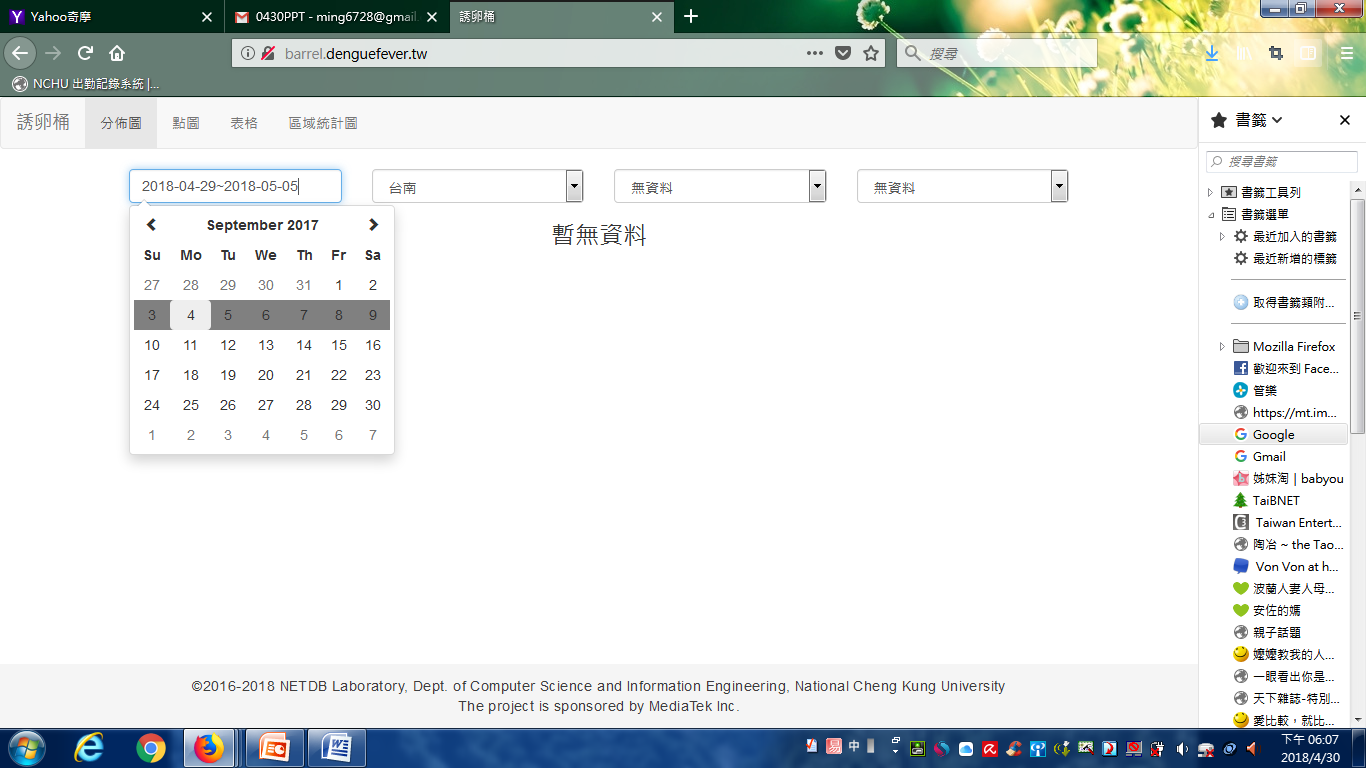 Yahoo奇摩
0430PPT - ming6728@gmail.
誘卵桶
barrel.denguefever.tw
搜尋
NCHU 出勤記錄系統 |...
誘卵桶 分佈圖 點圖 表格 區域統計圖
2018-04-29~2018-05-05 台南 無資料 無資料
暫無資料
September 2017
Su Mo Tu We Th Fr Sa
27 28 29 30 31 1 2
3 4 5 6 7 8 9
10 11 12 13 14 15 16
17 18 19 20 21 22 23
24 25 26 27 28 29 30
1 2 3 4 5 6 7
書籤
搜尋書籤
書籤工具列
書籤選單
最近加入的書籤
最近新增的標籤
取得書籤類附...
Mozilla Firefox
歡迎來到 Face...
管樂
https://mt.im...
Google
Gmail
姊妹淘 | babyou
TaiBNET
Taiwan Entert...
陶冶 ~ the Tao...
Von Von at h...
波蘭人妻人母...
安佐的媽
親子話題
嬤嬤教我的人...
一眼看出你是...
天下雜誌-特別...
愛比較，就比...
©2016-2018 NETDB Laboratory, Dept. of Computer Science and Information Engineering, National Cheng Kung University
The project is sponsored by MediaTek Inc.
易 中
下午 06:07
2018/4/30